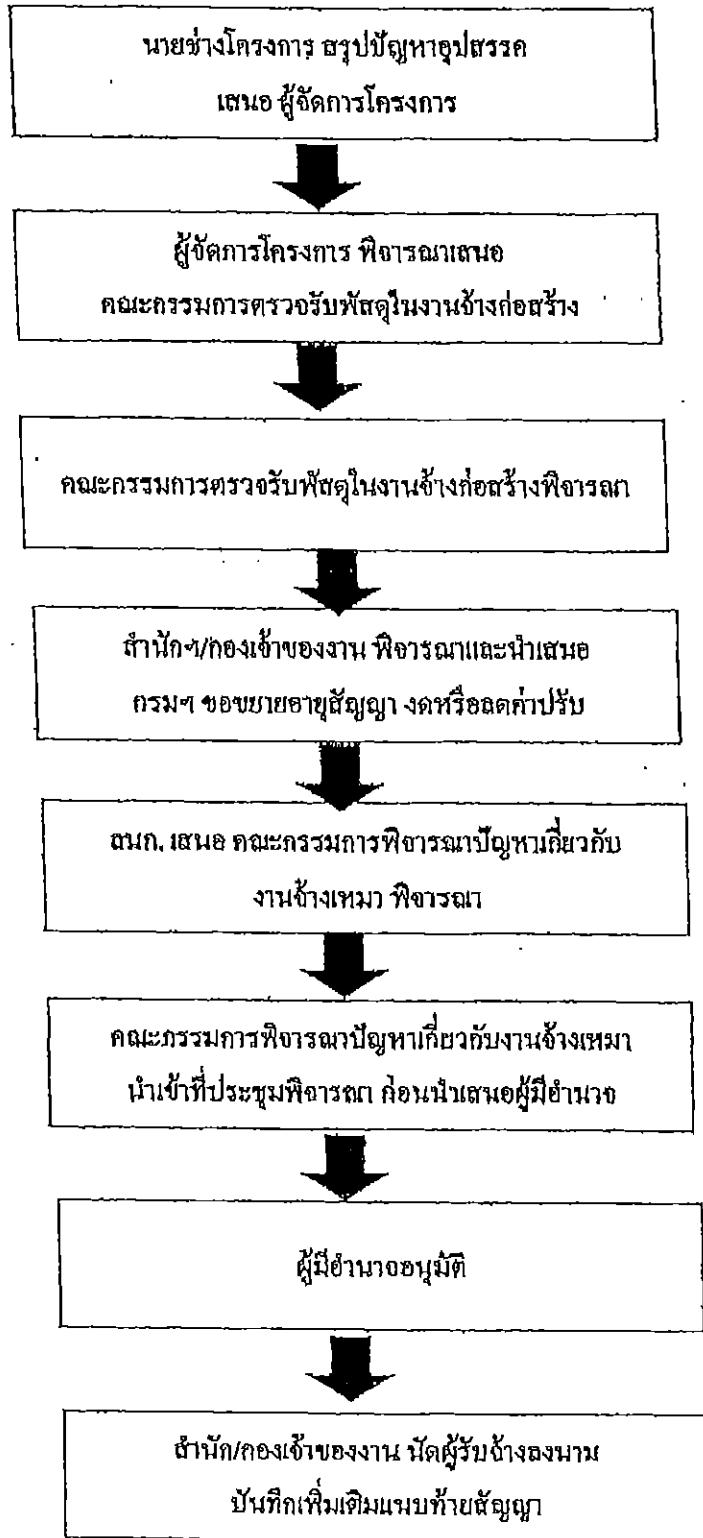 นายช่างโครงการ สรุปปัญหาอุปสรรค
เสนอ ผู้จัดการโครงการ
ผู้จัดการโครงการ พิจารณาเสนอ
คณะกรรมการตรวจรับพัสดุในงานจ้างก่อสร้าง
คณะกรรมการตรวจรับพัสดุในงานจ้างก่อสร้างพิจารณา
สำนักฯ/กองเจ้าของงาน พิจารณาและนำเสนอ
กรมฯ ขอขยายอายุสัญญา งดหรือลดค่าปรับ
สนก. เสนอ คณะกรรมการพิจารณาปัญหาเกี่ยวกับ
งานจ้างเหมา พิจารณา
คณะกรรมการพิจารณาปัญหาเกี่ยวกับงานจ้างเหมา
นำเข้าที่ประชุมพิจารณา ก่อนนำเสนอผู้มีอำนาจ
ผู้มีอำนาจอนุมัติ
สำนัก/กองเจ้าของงาน นัดผู้รับจ้างลงนาม
บันทึกเพิ่มเติมแนบท้ายสัญญา